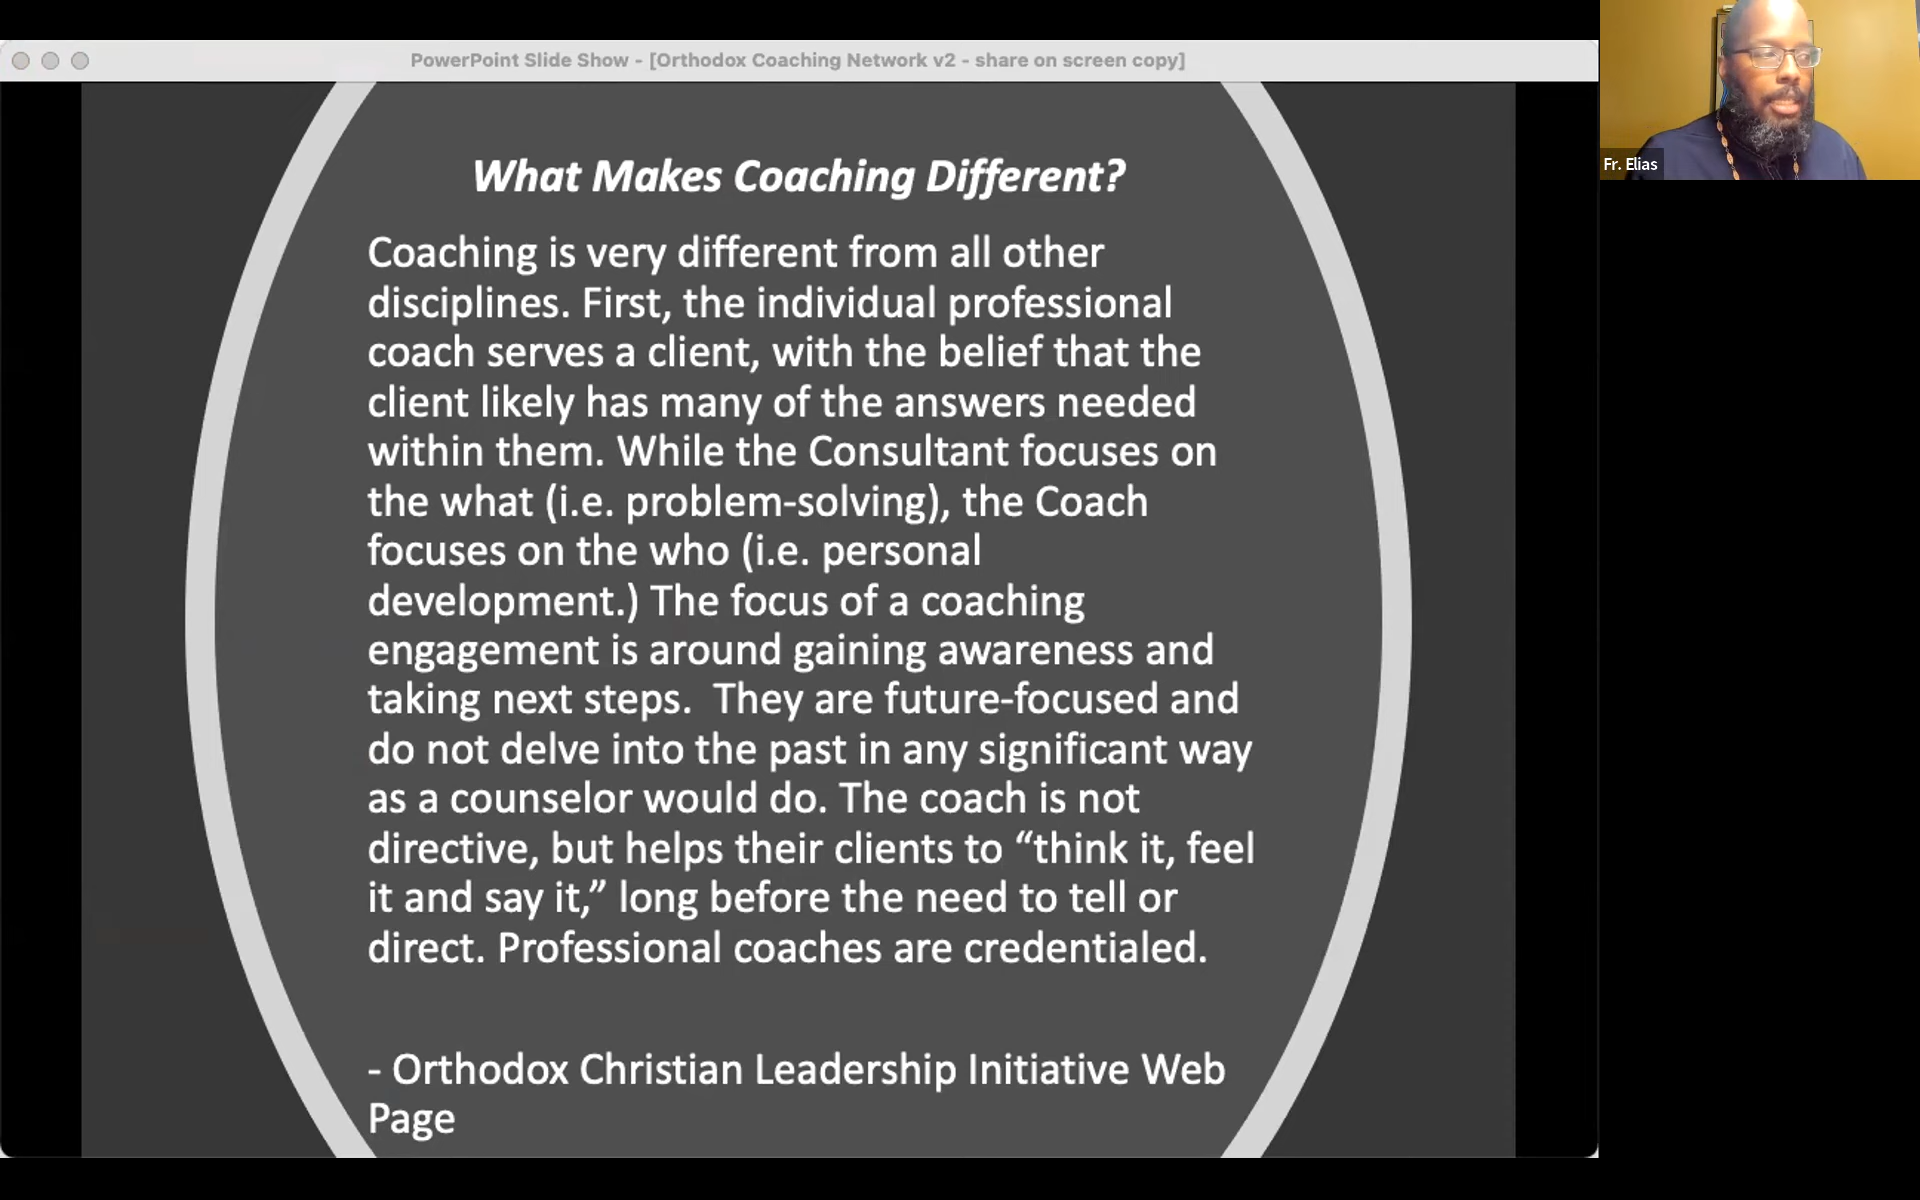 PowerPoint Slide Show - [Orthodox Coaching Network v2 - share on screen copy]
Fr. Elias
What Makes Coaching Different?
Coaching is very different from all other
disciplines. First, the individual professional
coach serves a client, with the belief that the
client likely has many of the answers needed
within them. While the Consultant focuses on
the what (i.e. problem-solving), the Coach
focuses on the who (i.e. personal
development.) The focus of a coaching
engagement is around gaining awareness and
taking next steps.  They are future-focused and
do not delve into the past in any significant way
as a counselor would do. The coach is not
directive, but helps their clients to “think it, feel
it and say it,” long before the need to tell or
direct. Professional coaches are credentialed.
- Orthodox Christian Leadership Initiative Web
Page